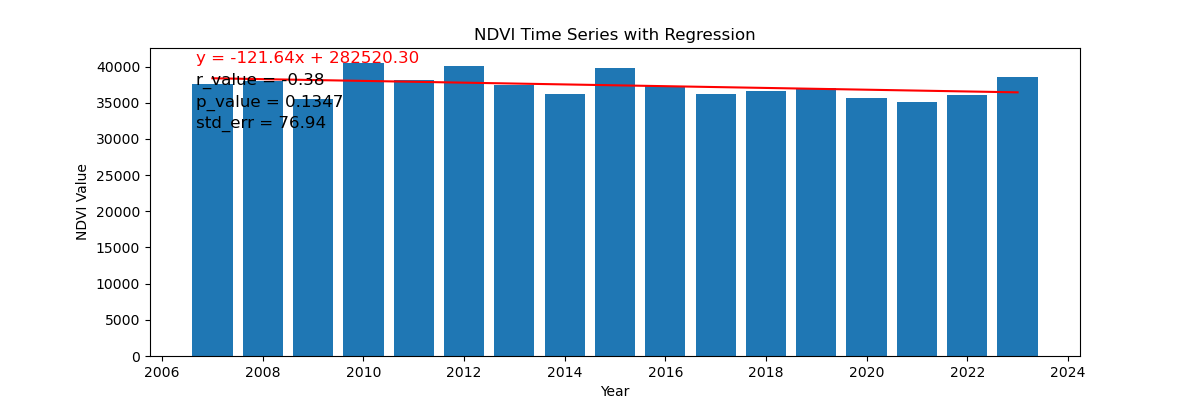 NDVI Time Series with Regression
y = -121.64x + 282520.30
r_value = -0.38
p_value = 0.1347
std_err = 76.94
NDVI Value
40000
35000
30000
25000
20000
15000
10000
5000
0
2006 2008 2010 2012 2014 2016 2018 2020 2022 2024
Year